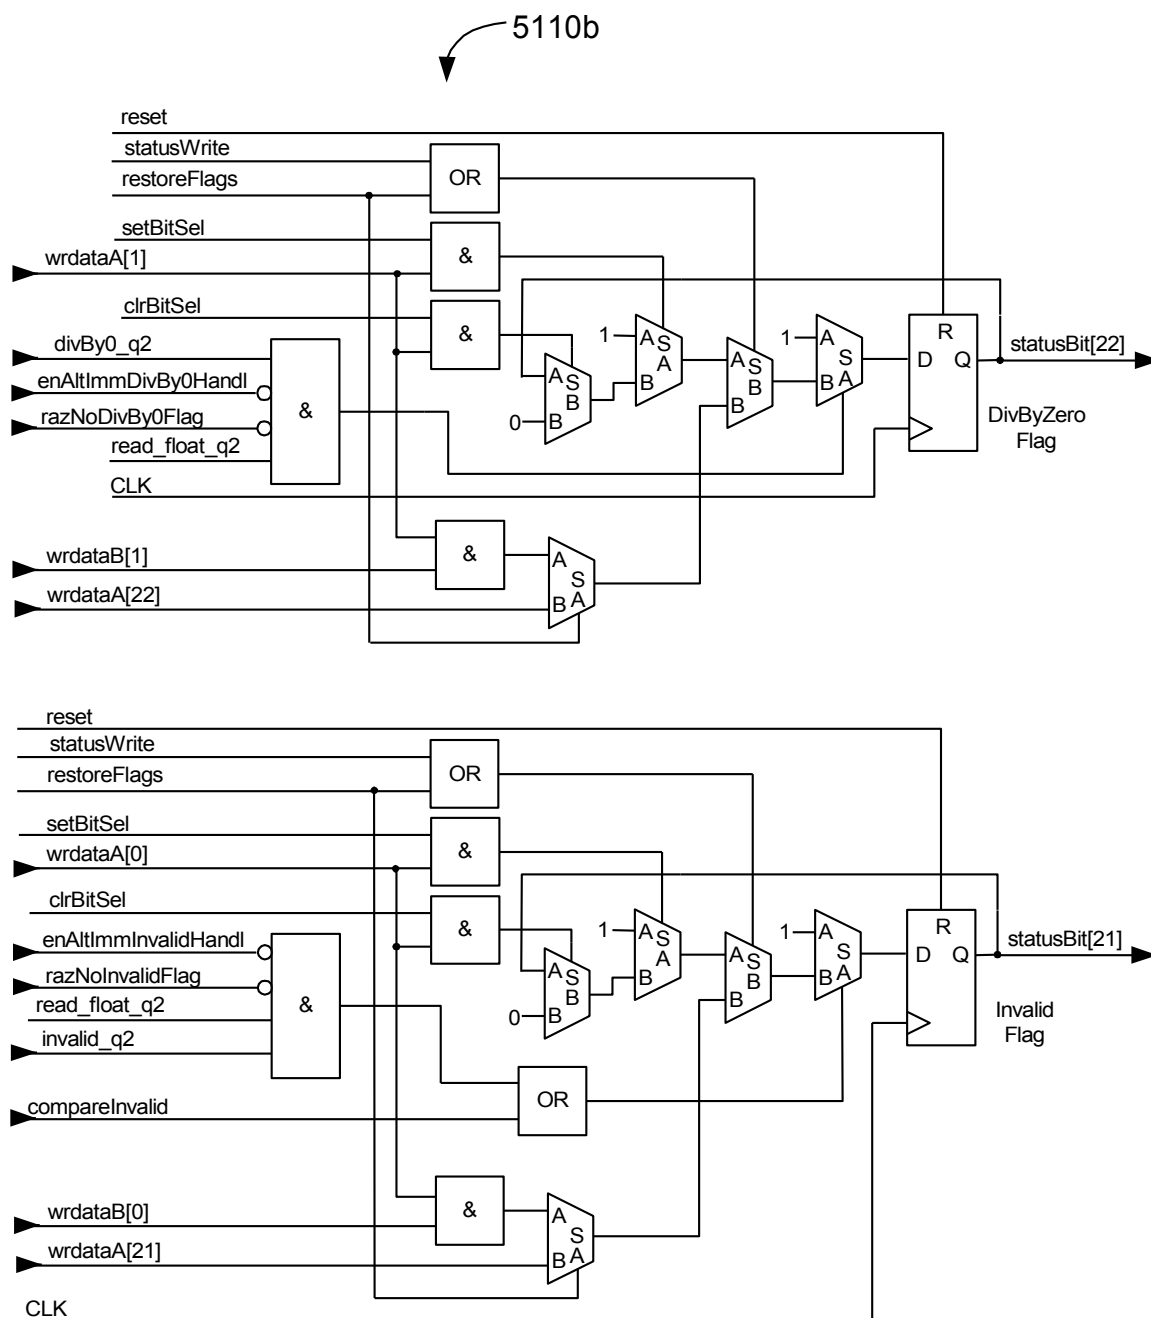 5110b
reset
statusWrite
restoreFlags
OR
setBitSel
&
wrdataA[1]
clrBitSel
&
1
A
S
A
B
1
A
S
A
B
A
S
B
B
R
D
Q
statusBit[22]
divBy0_q2
A
S
B
B
0
enAltImmDivBy0Handl
&
razNoDivBy0Flag
DivByZero
Flag
read_float_q2
CLK
wrdataB[1]
&
A
S
A
B
wrdataA[22]
reset
statusWrite
restoreFlags
OR
setBitSel
&
wrdataA[0]
clrBitSel
&
1
A
S
A
B
1
A
S
A
B
A
S
B
B
R
D
Q
statusBit[21]
enAltImmInvalidHandl
A
S
B
B
0
razNoInvalidFlag
&
read_float_q2
Invalid
Flag
invalid_q2
OR
compareInvalid
wrdataB[0]
&
A
S
A
B
wrdataA[21]
CLK